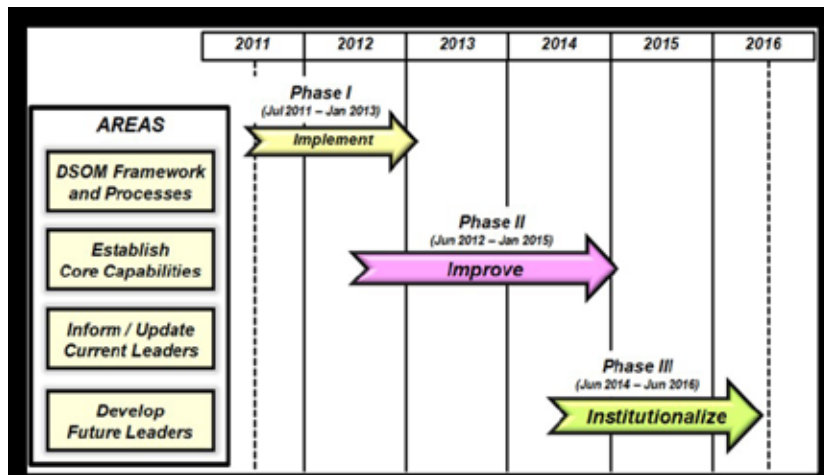 2011 2012 2013 2014 2015 2016
AREAS
DSOM Framework
and Processes
Establish
Core Capabilities
Inform / Update
Current Leaders
Develop
Future Leaders
Phase I
(Jul 2011 – Jan 2013)
Implement
Phase II
(Jun 2012 – Jan 2015)
Improve
Phase III
(Jun 2014 – Jun 2016)
Institutionalize